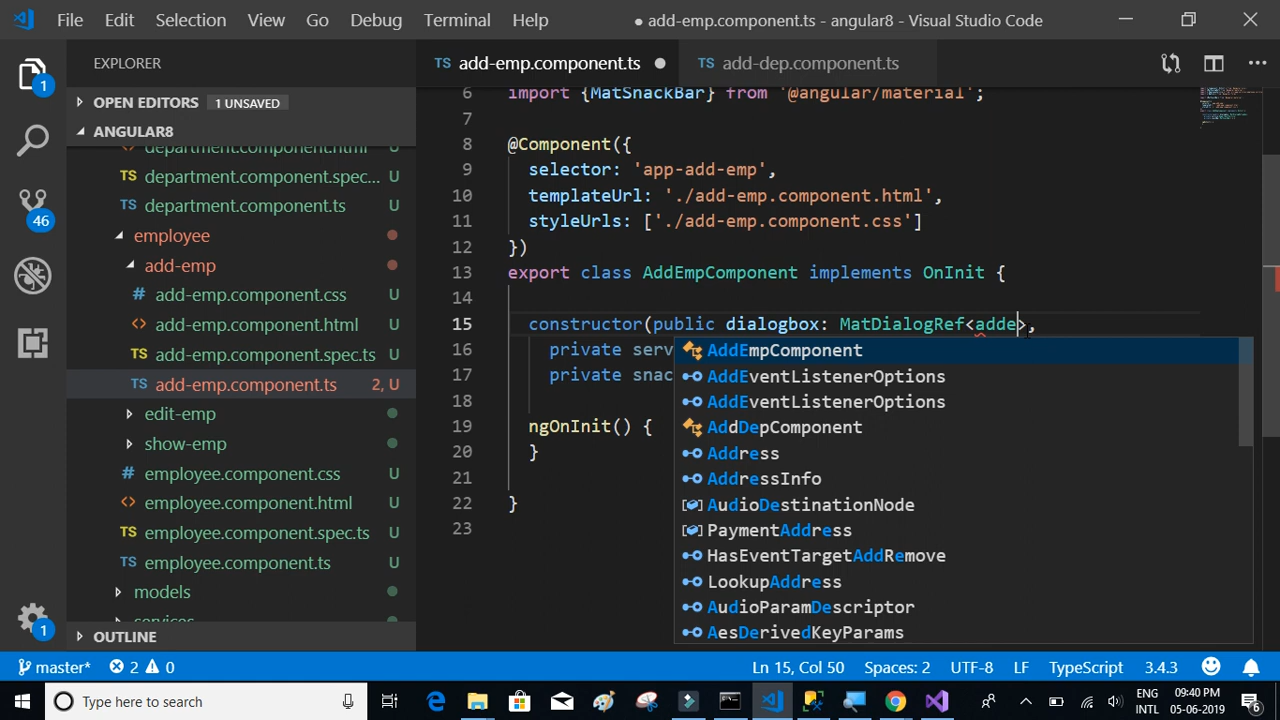 File Edit Selection View Go Debug Terminal Help
● add-emp.component.ts - angular8 - Visual Studio Code
EXPLORER
OPEN EDITORS 1 UNSAVED
ANGULAR8
department.component.html U
department.component.spec... U
department.component.ts U
employee
add-emp
# add-emp.component.css U
<> add-emp.component.html U
TS add-emp.component.spec.ts U
TS add-emp.component.ts 2, U
edit-emp
show-emp
# employee.component.css U
<> employee.component.html U
TS employee.component.spec.ts U
TS employee.component.ts U
models
services
OUTLINE
1
46
1
TS add-emp.component.ts ●
TS add-dep.component.ts
6 import {MatSnackBar} from '@angular/material';
7
8 @Component({
9 selector: 'app-add-emp',
10 templateUrl: './add-emp.component.html',
11 styleUrls: ['./add-emp.component.css']
12 })
13 export class AddEmpComponent implements OnInit {
14
15 constructor(public dialogbox: MatDialogRef<adde>,
16 private serv
17 private snac
18
19 ngOnInit() {
20 }
21
22 }
23
AddEmpComponent
AddEventListenerOptions
AddEventListenerOptions
AddDepComponent
Address
AddressInfo
AudioDestinationNode
PaymentAddress
HasEventTargetAddRemove
LookupAddress
AudioParamDescriptor
AesDerivedKeyParams
master* 2 0 Ln 15, Col 50 Spaces: 2 UTF-8 LF TypeScript 3.4.3
Type here to search
ENG
INTL
09:40 PM
05-06-2019
6